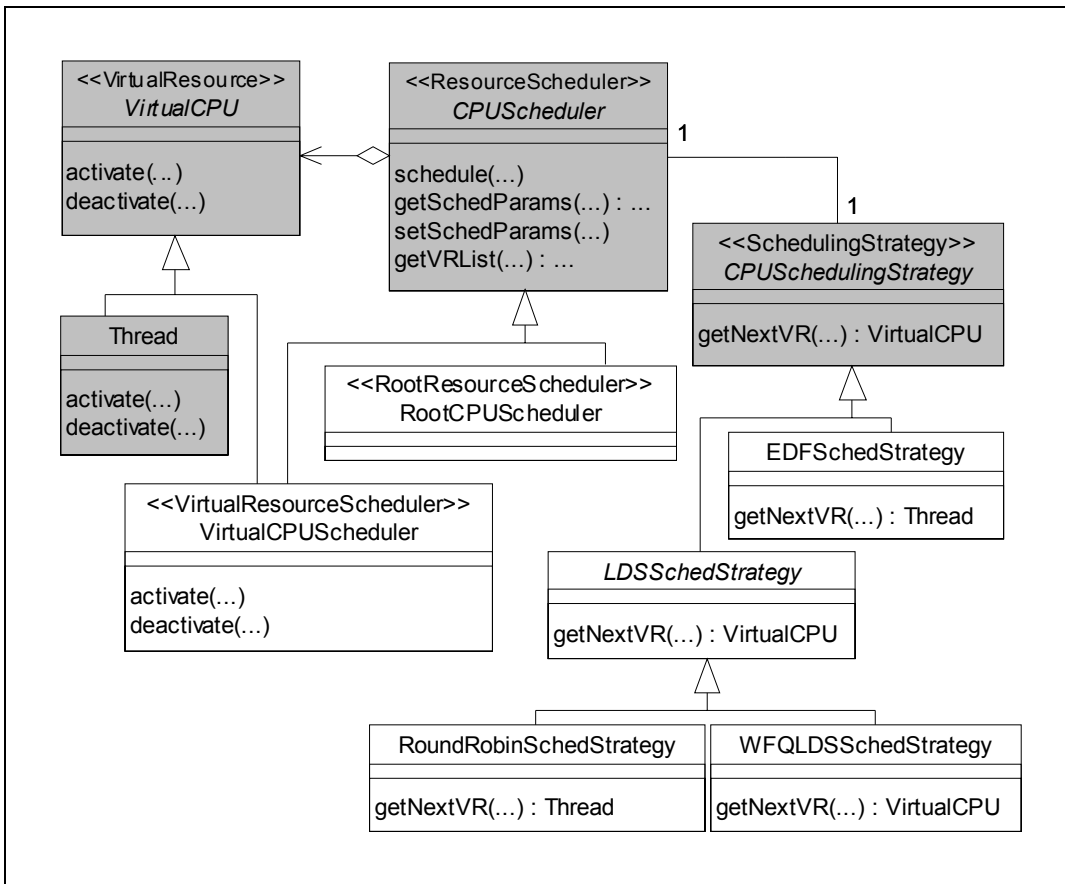 <<VirtualResource>>
VirtualCPU
activate(...)
deactivate(...)
<<ResourceScheduler>>
CPUScheduler
schedule(...)
getSchedParams(...) : ...
setSchedParams(...)
getVRList(...) : ...
1
1
<<SchedulingStrategy>>
CPUSchedulingStrategy
getNextVR(...) : VirtualCPU
Thread
activate(...)
deactivate(...)
<<RootResourceScheduler>>
RootCPUScheduler
EDFSchedStrategy
getNextVR(...) : Thread
<<VirtualResourceScheduler>>
VirtualCPUScheduler
activate(...)
deactivate(...)
LDSSchedStrategy
getNextVR(...) : VirtualCPU
RoundRobinSchedStrategy
getNextVR(...) : Thread
WFQLDSSchedStrategy
getNextVR(...) : VirtualCPU